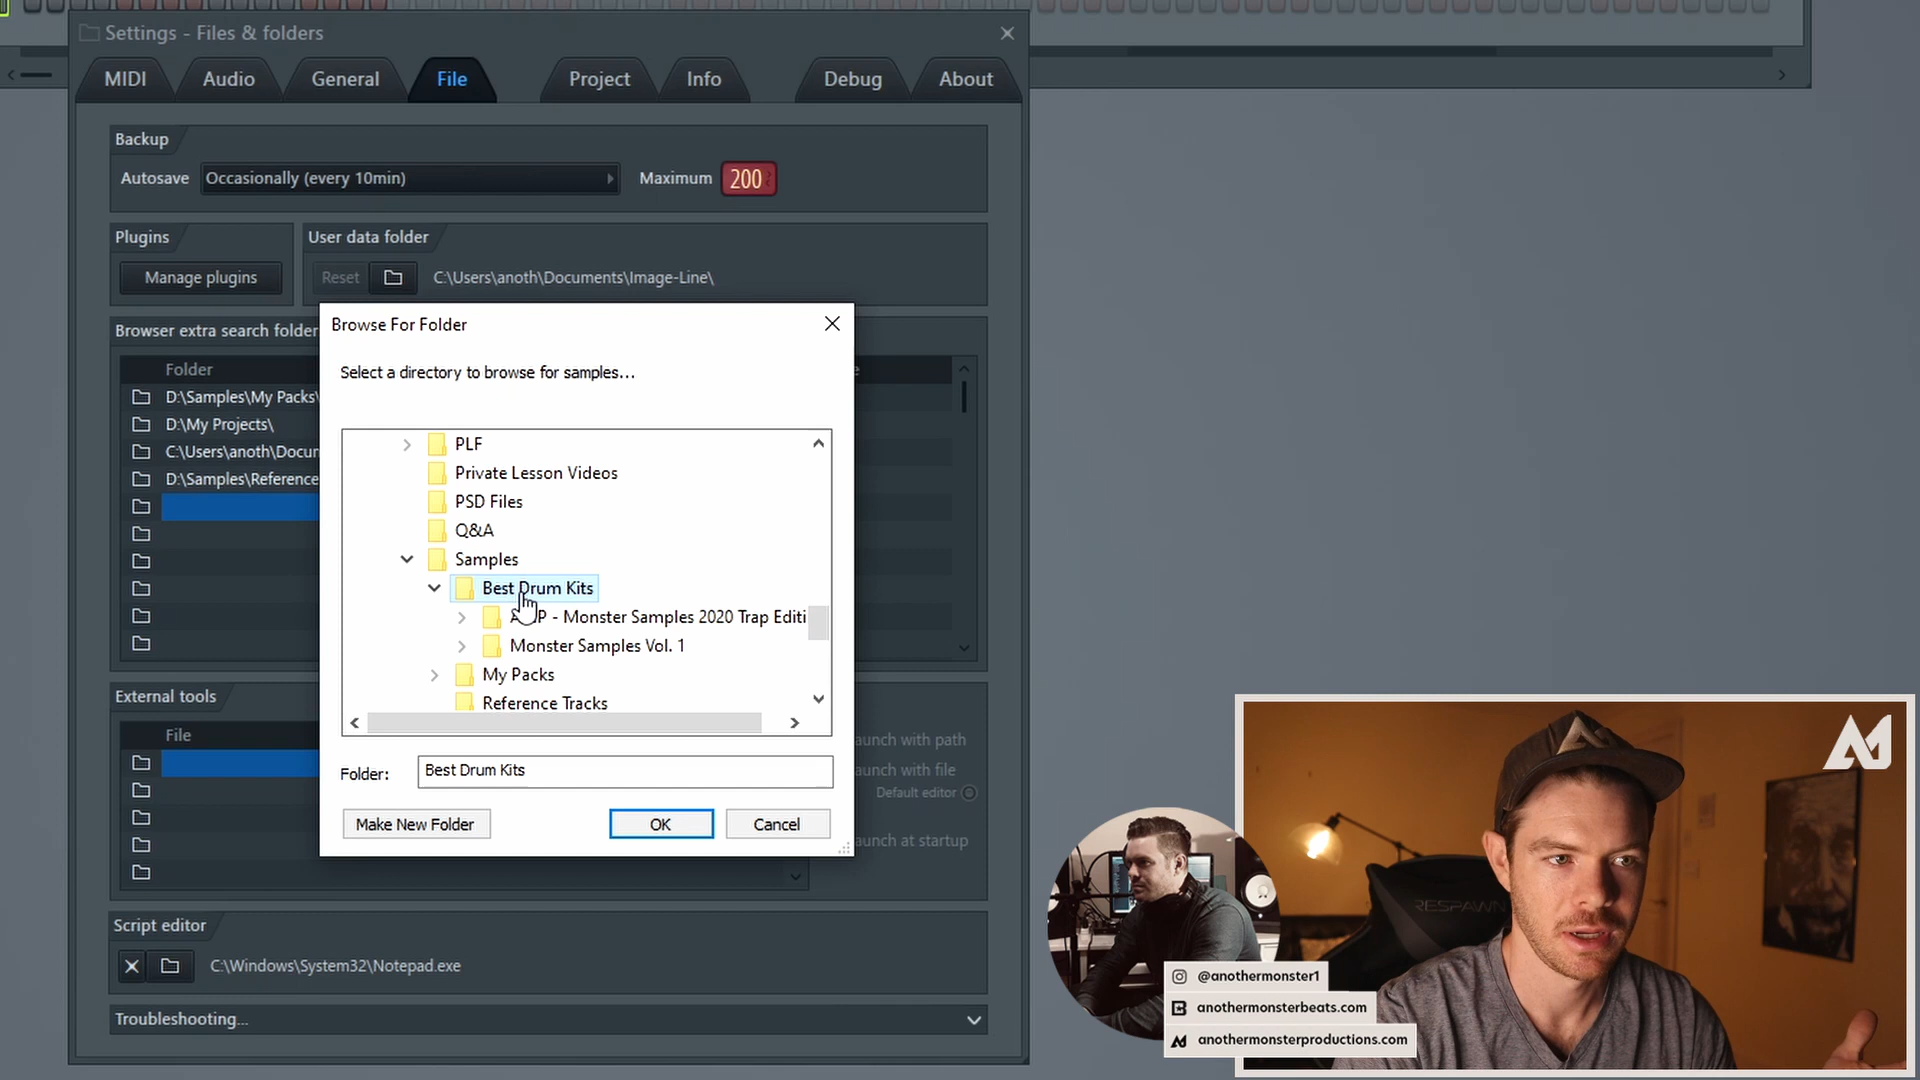 Settings - Files & folders
MIDI
Audio
General
File
Project
Info
Debug
About
Backup
Autosave
Occasionally (every 10min)
Maximum
200
Plugins
User data folder
Manage plugins
Reset
C:\Users\anoth\Documents\Image-Line\
Browser extra search folder
Folder
D:\Samples\My Packs\
D:\My Projects\
C:\Users\anoth\Docum
D:\Samples\Reference
Browse For Folder
Select a directory to browse for samples...
PLF
Private Lesson Videos
PSD Files
Q&A
Samples
Best Drum Kits
P - Monster Samples 2020 Trap Editi
Monster Samples Vol. 1
My Packs
Reference Tracks
Folder:
Best Drum Kits
Make New Folder
OK
Cancel
External tools
File
aunch with path
aunch with file
Default editor
aunch at startup
Script editor
C:\Windows\System32\Notepad.exe
Troubleshooting...
RESPAWN
@anothermonster1
anothermonsterbeats.com
anothermonsterproductions.com